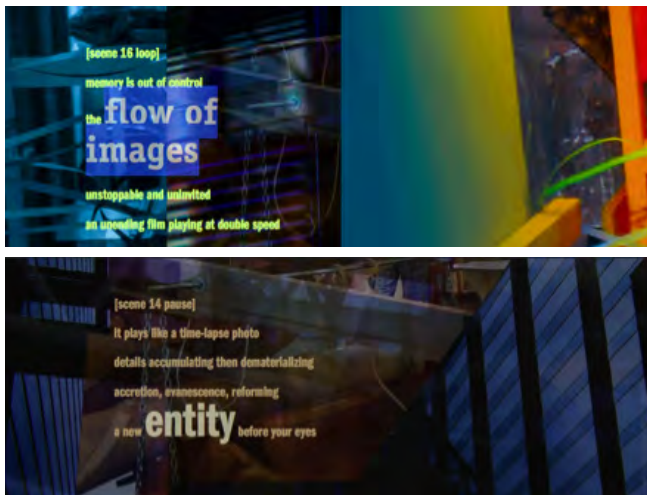 [scene 16 loop]
memory is out of control
the flow of
images
unstoppable and uninvited
an unending film playing at double speed
[scene 14 pause]
It plays like a time-lapse photo
details accumulating then dematerializing
accretion, evanescence, reforming
a new entity before your eyes